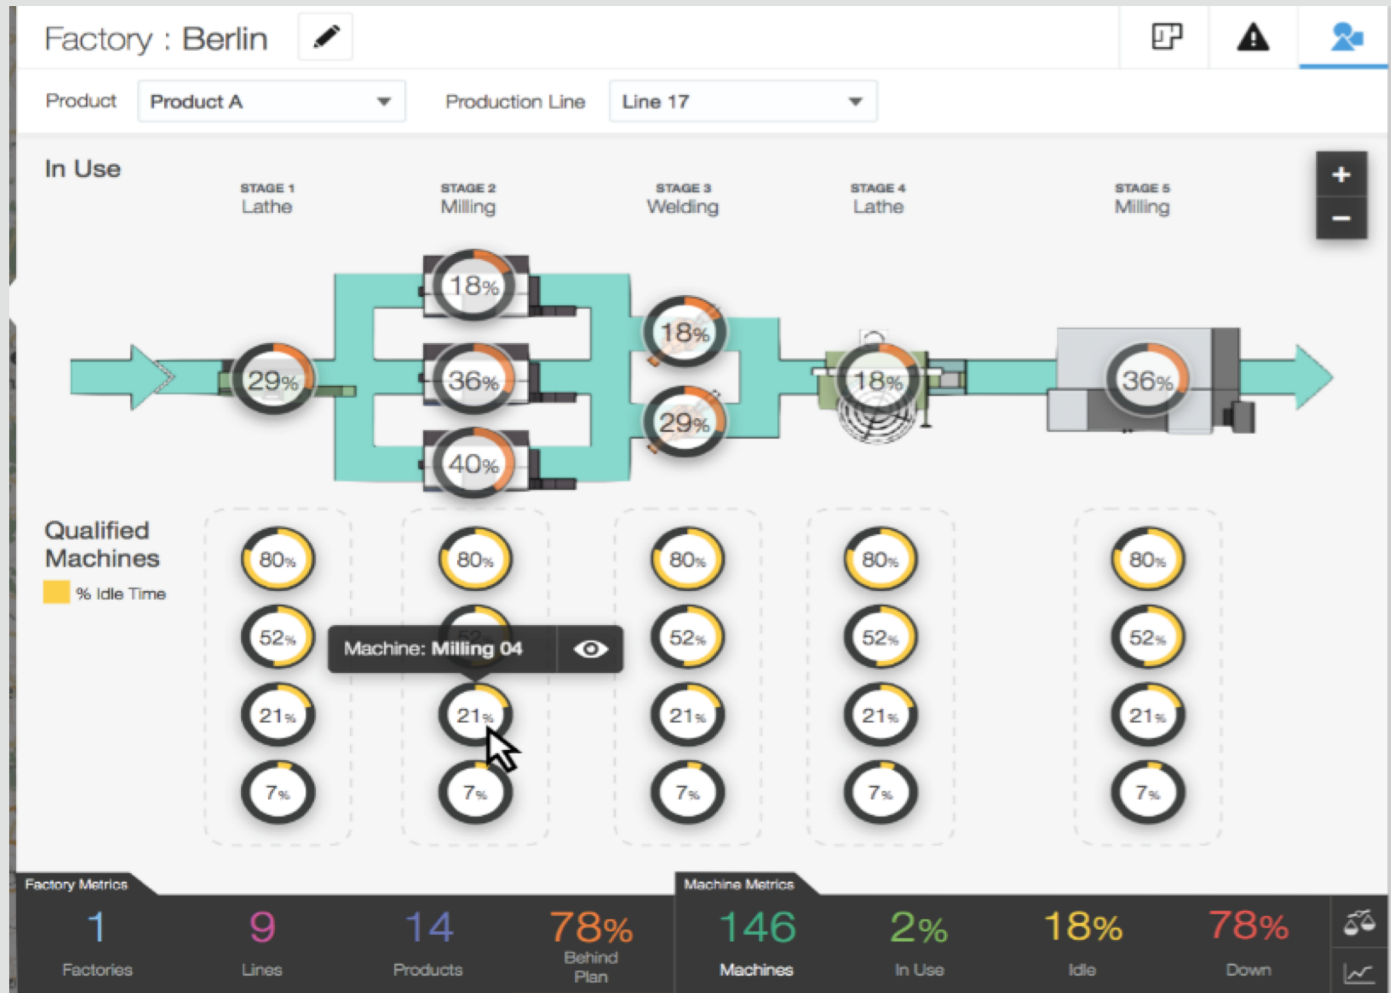 Factory : Berlin
Product
Product A
Production Line
Line 17
In Use
STAGE 1
Lathe
STAGE 2
Milling
STAGE 3
Welding
STAGE 4
Lathe
STAGE 5
Milling
+
−
18%
18%
29%
36%
18%
36%
29%
40%
Qualified
Machines
% Idle Time
80%
80%
80%
80%
80%
52%
52%
52%
52%
52%
Machine: Milling 04
21%
21%
21%
21%
21%
7%
7%
7%
7%
7%
Factory Metrics
1
Factories
9
Lines
14
Products
78%
Behind
Plan
Machine Metrics
146
Machines
2%
In Use
18%
Idle
78%
Down